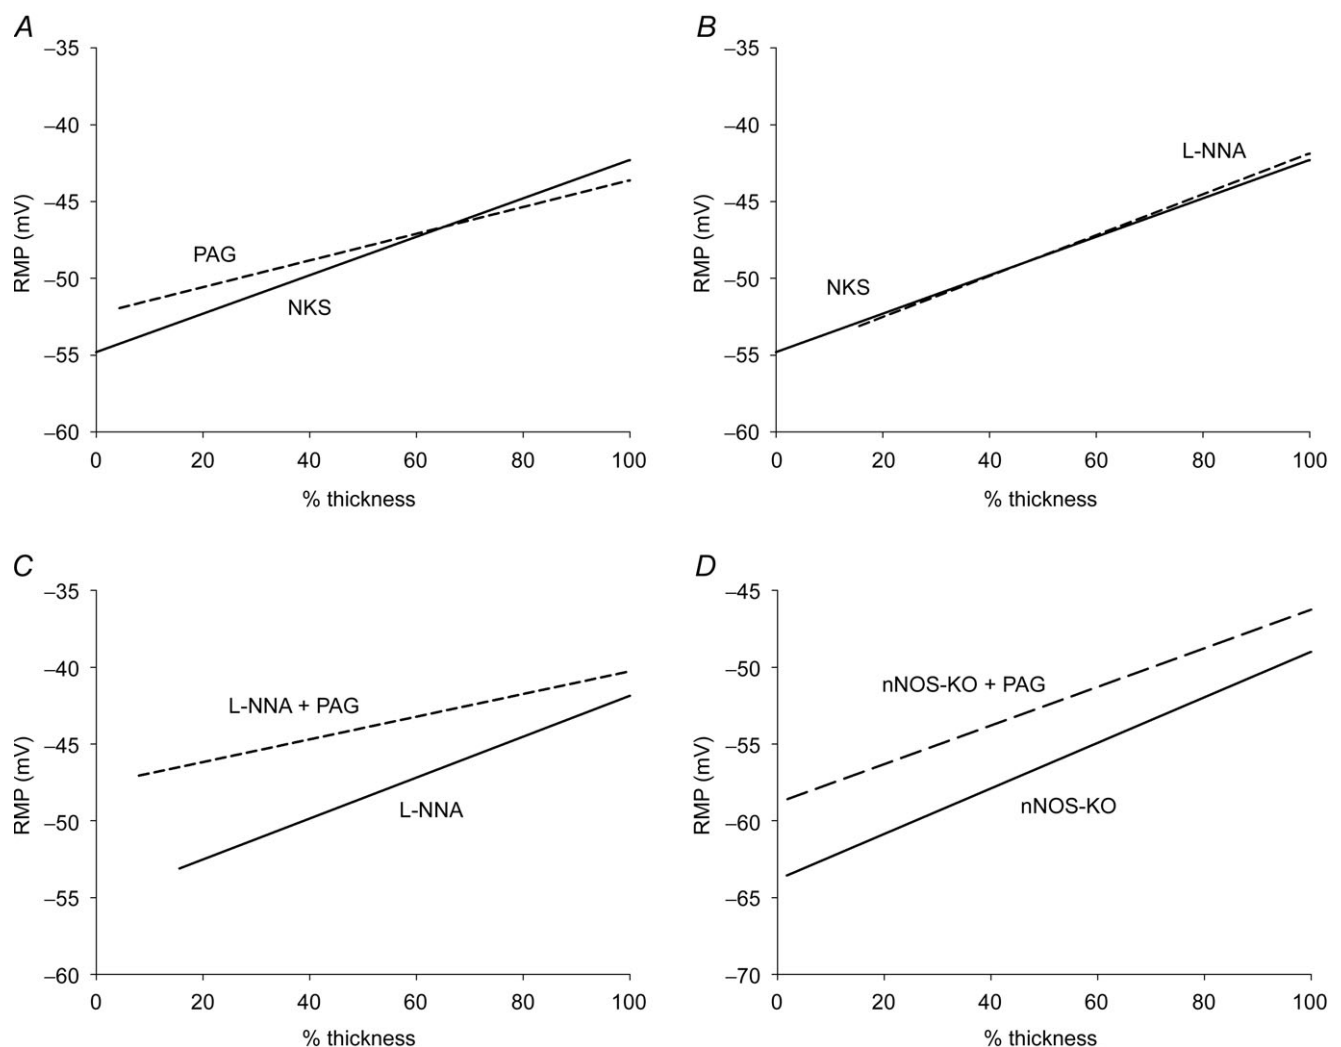 A
–35
–40
–45
–50
–55
–60
RMP (mV)
PAG
NKS
0 20 40 60 80 100
% thickness
B
–35
–40
–45
–50
–55
–60
RMP (mV)
L-NNA
NKS
0 20 40 60 80 100
% thickness
C
–35
–40
–45
–50
–55
–60
RMP (mV)
L-NNA + PAG
L-NNA
0 20 40 60 80 100
% thickness
D
–45
–50
–55
–60
–65
–70
RMP (mV)
nNOS-KO + PAG
nNOS-KO
0 20 40 60 80 100
% thickness